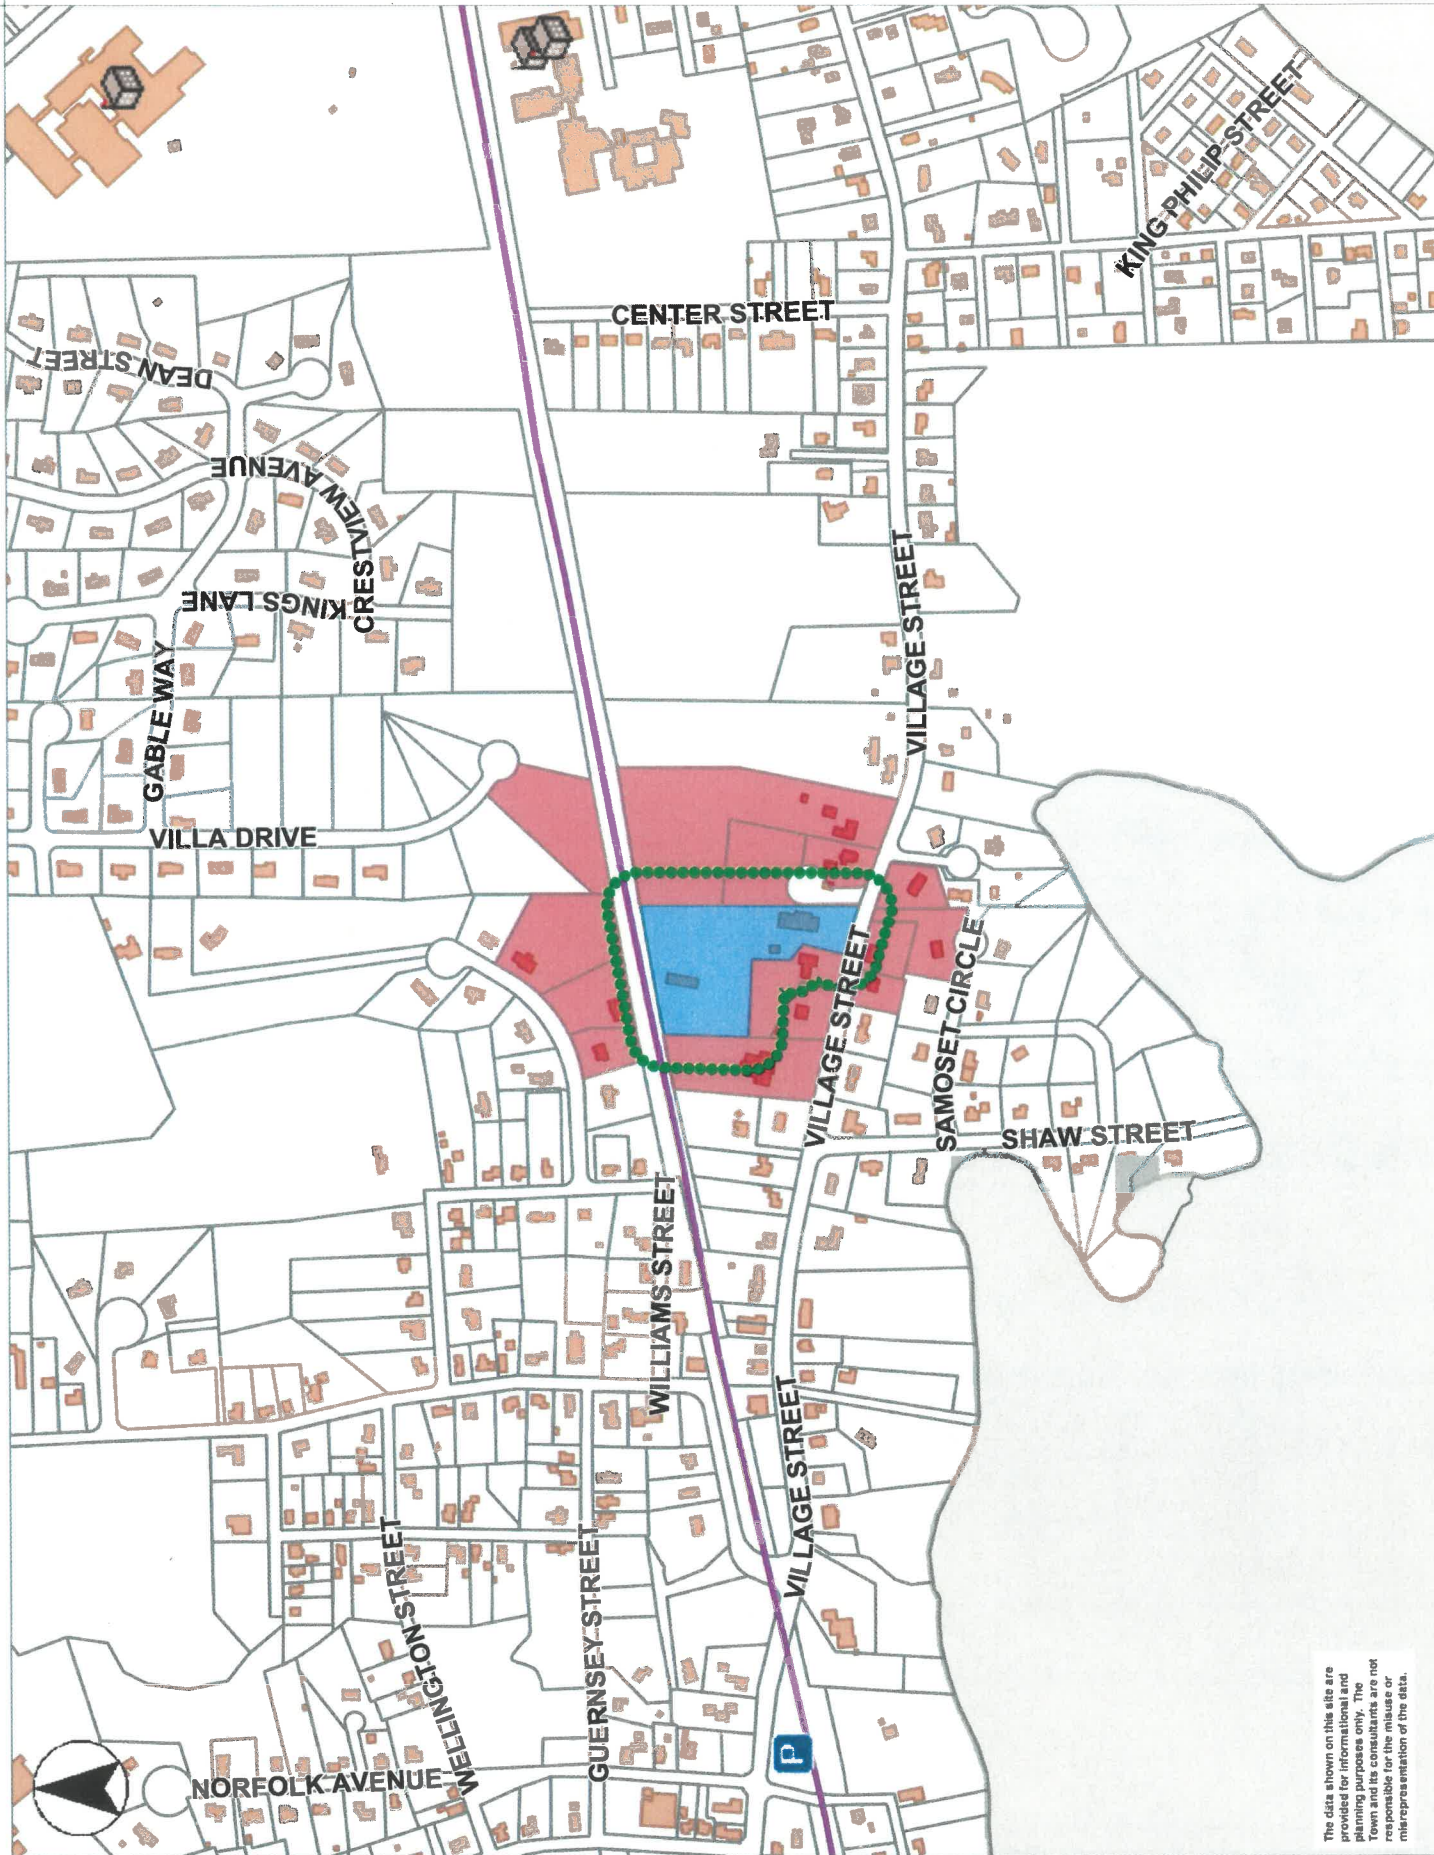 CENTER STREET
KING PHILIP STREET
DEAN STREET
CRESTVIEW AVENUE
KINGS LANE
GABLE WAY
VILLA DRIVE
VILLAGE STREET
VILLAGE STREET
SAMOSET CIRCLE
SHAW STREET
WILLIAMS STREET
VILLAGE STREET
WELLINGTON STREET
GUERNSEY STREET
NORFOLK AVENUE
P
The data shown on this site are
provided for informational and
planning purposes only. The
Town and its consultants are not
responsible for the misuse or
misrepresentation of the data.